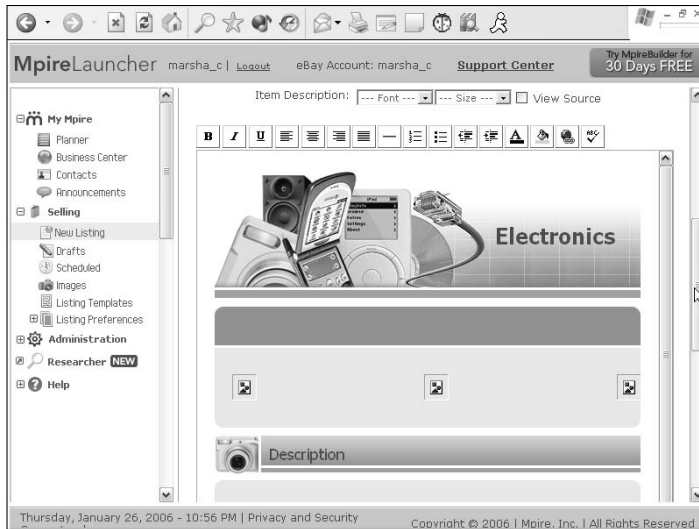 MpireLauncher marsha_c | Logout eBay Account: marsha_c Support Center
Try MpireBuilder for
30 Days FREE
My Mpire
Planner
Business Center
Contacts
Announcements
Selling
New Listing
Drafts
Scheduled
Images
Listing Templates
Listing Preferences
Administration
Researcher NEW
Help
Item Description: --- Font --- --- Size --- View Source
B I U A ABC
iPod
Electronics
Description
Thursday, January 26, 2006 - 10:56 PM | Privacy and Security
Copyright © 2006 | Mpire, Inc. | All Rights Reserved